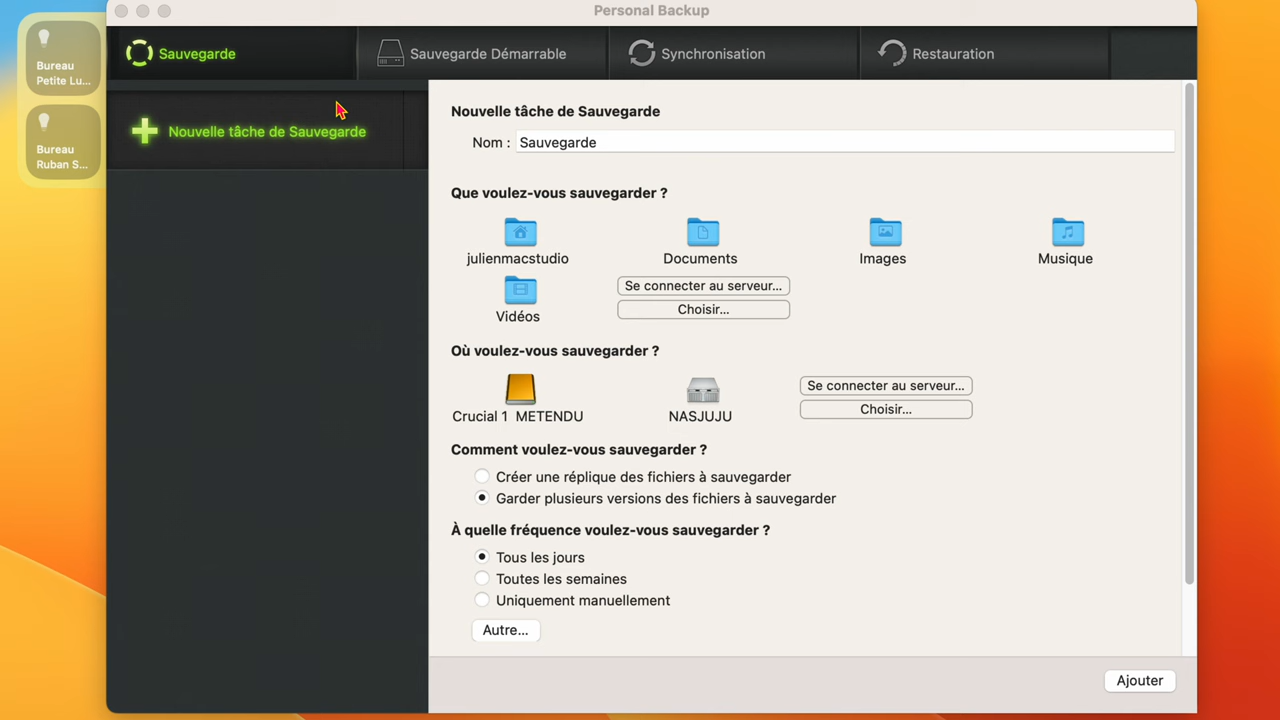 Personal Backup
Bureau
Petite Lu...
Bureau
Ruban S...
Sauvegarde
Sauvegarde Démarrable
Synchronisation
Restauration
Nouvelle tâche de Sauvegarde
Nouvelle tâche de Sauvegarde
Nom : Sauvegarde
Que voulez-vous sauvegarder ?
julienmacstudio
Documents
Images
Musique
Vidéos
Se connecter au serveur...
Choisir...
Où voulez-vous sauvegarder ?
Crucial 1 METENDU
NASJUJU
Se connecter au serveur...
Choisir...
Comment voulez-vous sauvegarder ?
Créer une réplique des fichiers à sauvegarder
Garder plusieurs versions des fichiers à sauvegarder
À quelle fréquence voulez-vous sauvegarder ?
Tous les jours
Toutes les semaines
Uniquement manuellement
Autre...
Ajouter